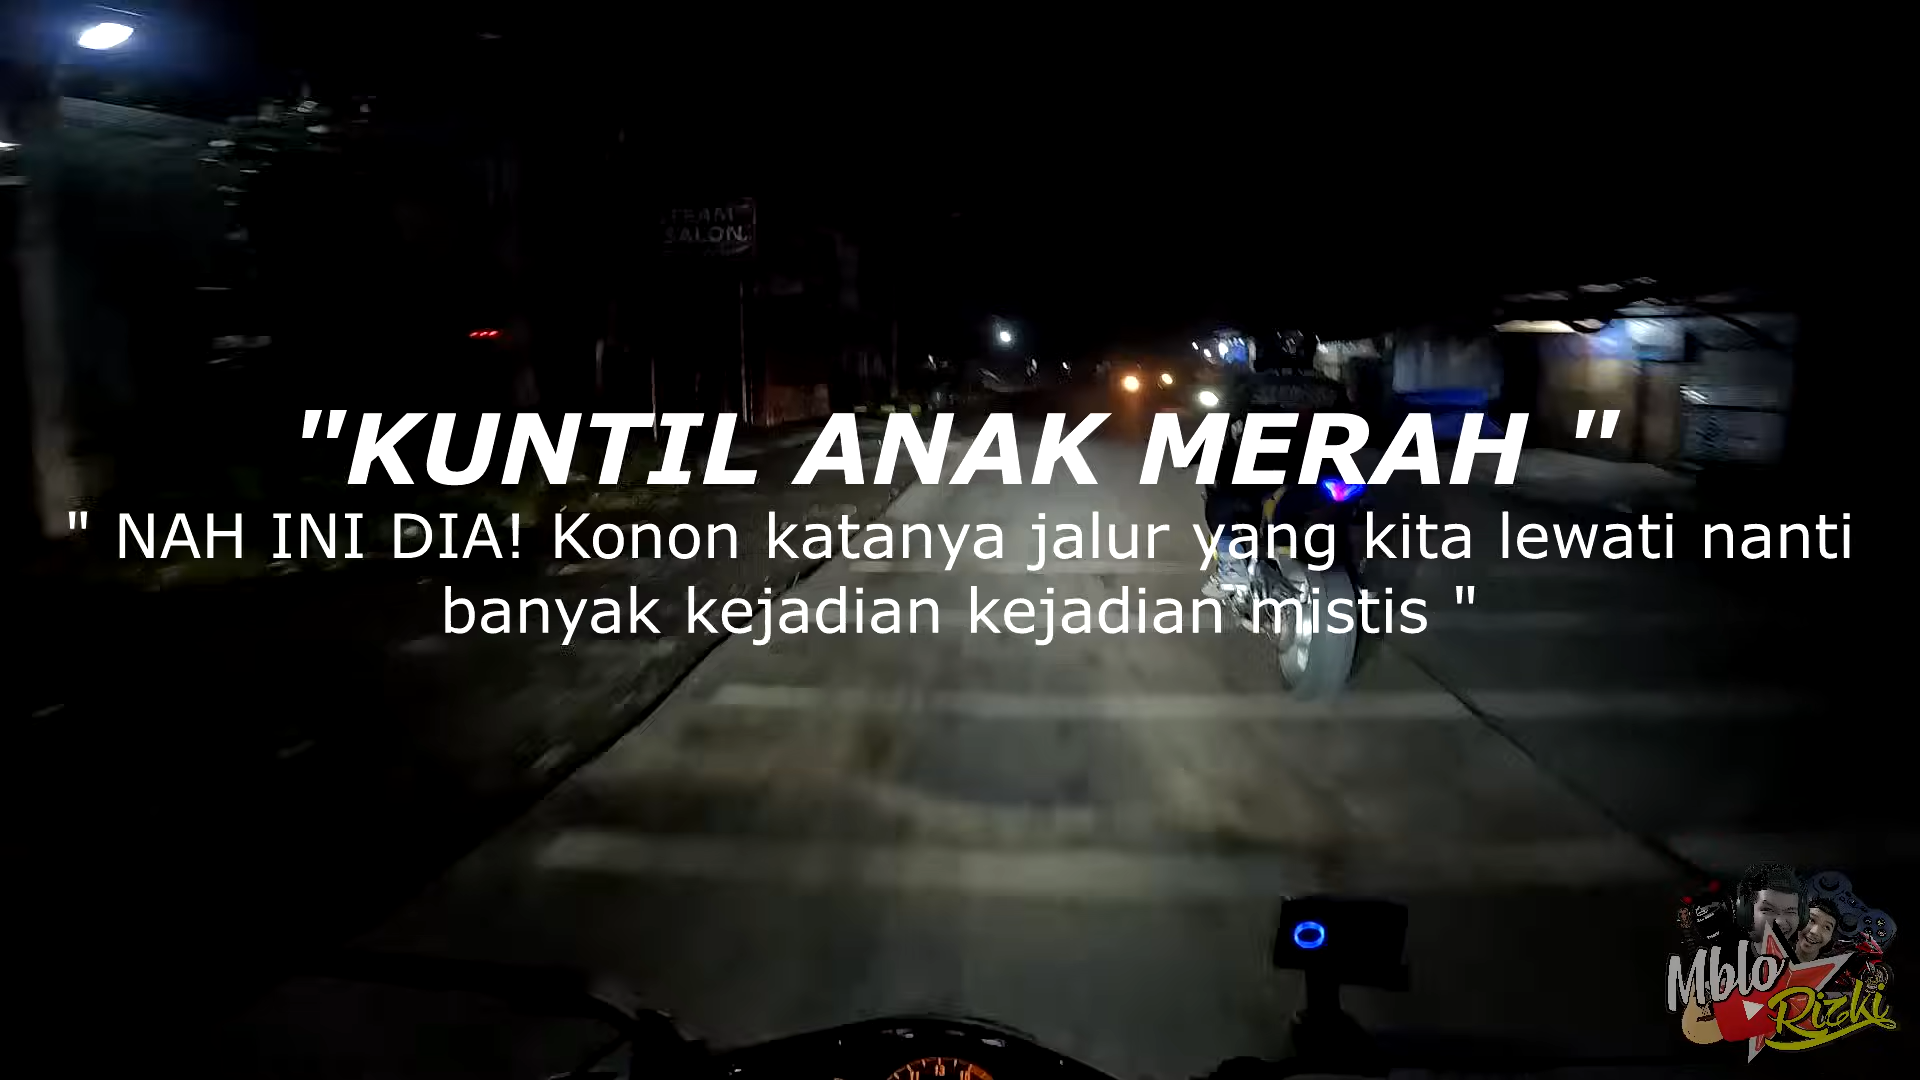 TEAM
SALON
"KUNTIL ANAK MERAH "
" NAH INI DIA! Konon katanya jalur yang kita lewati nanti
banyak kejadian kejadian mistis "
Mblo
Rizki